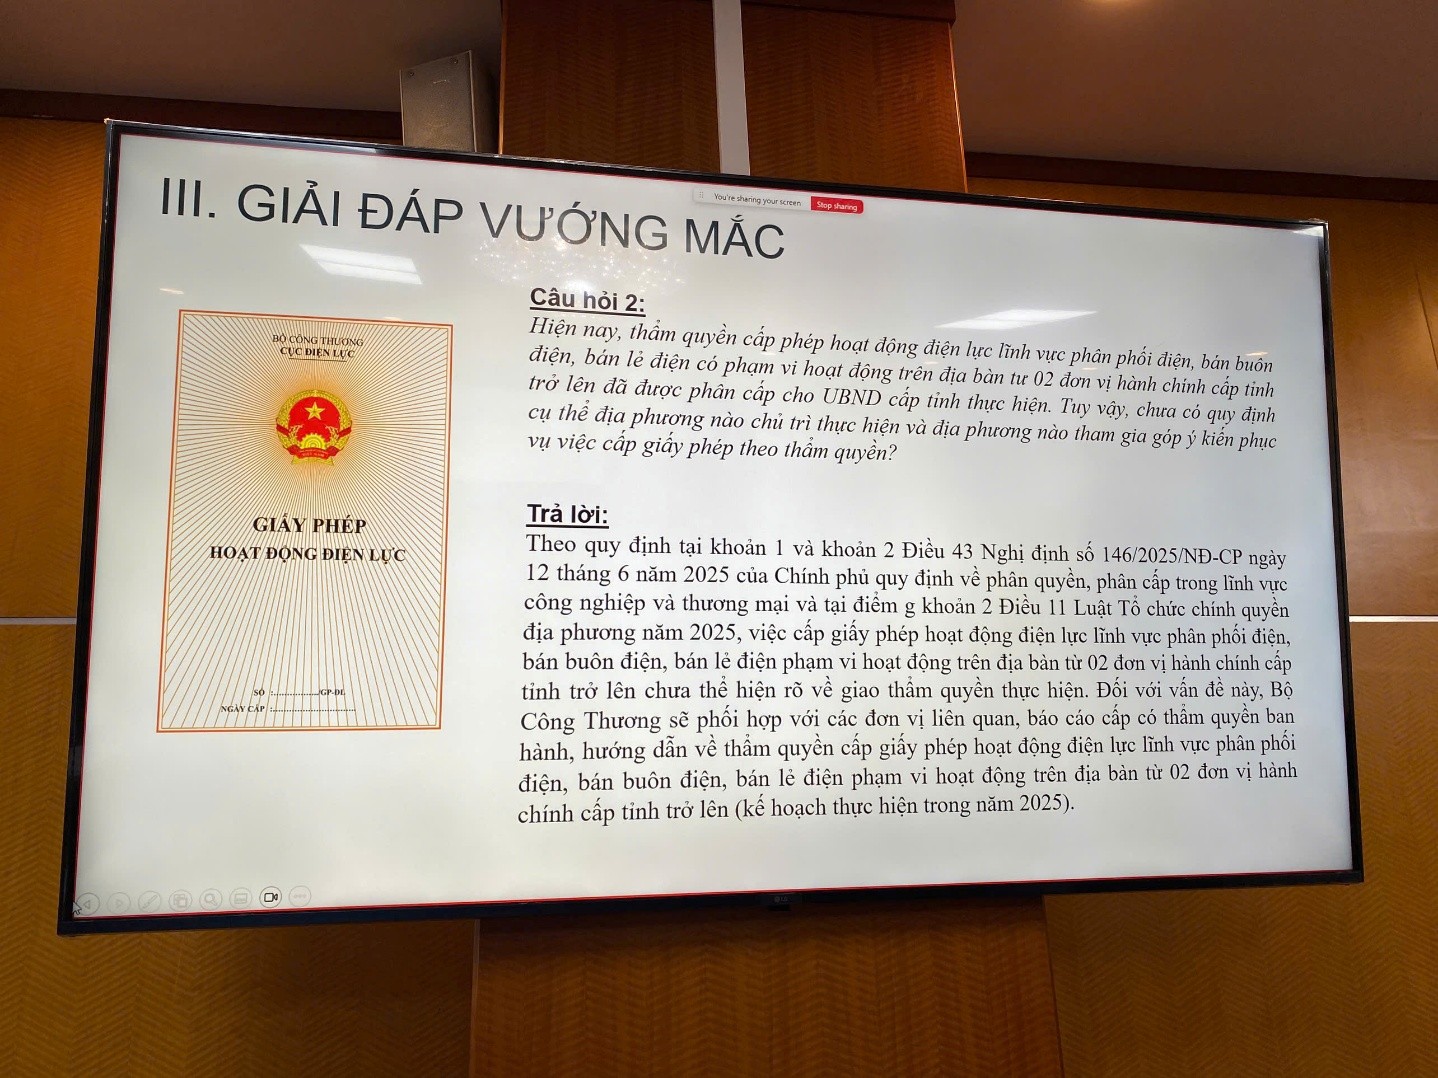 III. GIẢI ĐÁP VƯỚNG MẮC
You're sharing your screen
Stop sharing
BỘ CÔNG THƯƠNG
CỤC ĐIỆN LỰC
GIẤY PHÉP
HOẠT ĐỘNG ĐIỆN LỰC
SỐ :................../GP-ĐL
NGÀY CẤP :..............................
Câu hỏi 2:
Hiện nay, thẩm quyền cấp phép hoạt động điện lực lĩnh vực phân phối điện, bán buôn
điện, bán lẻ điện có phạm vi hoạt động trên địa bàn tư 02 đơn vị hành chính cấp tỉnh
trở lên đã được phân cấp cho UBND cấp tỉnh thực hiện. Tuy vậy, chưa có quy định
cụ thể địa phương nào chủ trì thực hiện và địa phương nào tham gia góp ý kiến phục
vụ việc cấp giấy phép theo thẩm quyền?
Trả lời:
Theo quy định tại khoản 1 và khoản 2 Điều 43 Nghị định số 146/2025/NĐ-CP ngày
12 tháng 6 năm 2025 của Chính phủ quy định về phân quyền, phân cấp trong lĩnh vực
công nghiệp và thương mại và tại điểm g khoản 2 Điều 11 Luật Tổ chức chính quyền
địa phương năm 2025, việc cấp giấy phép hoạt động điện lực lĩnh vực phân phối điện,
bán buôn điện, bán lẻ điện phạm vi hoạt động trên địa bàn từ 02 đơn vị hành chính cấp
tỉnh trở lên chưa thể hiện rõ về giao thẩm quyền thực hiện. Đối với vấn đề này, Bộ
Công Thương sẽ phối hợp với các đơn vị liên quan, báo cáo cấp có thẩm quyền ban
hành, hướng dẫn về thẩm quyền cấp giấy phép hoạt động điện lực lĩnh vực phân phối
điện, bán buôn điện, bán lẻ điện phạm vi hoạt động trên địa bàn từ 02 đơn vị hành
chính cấp tỉnh trở lên (kế hoạch thực hiện trong năm 2025).
LG